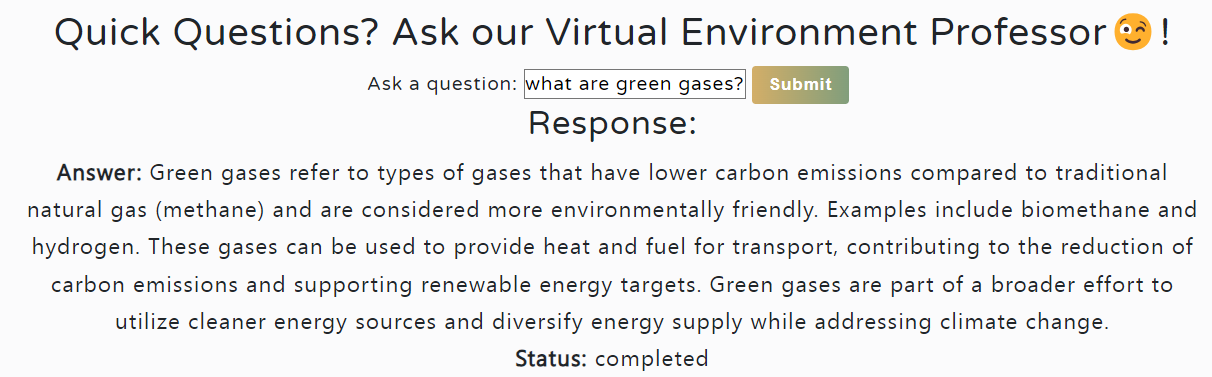 Quick Questions? Ask our Virtual Environment Professor😉!
Ask a question: what are green gases? Submit
Response:
Answer: Green gases refer to types of gases that have lower carbon emissions compared to traditional
natural gas (methane) and are considered more environmentally friendly. Examples include biomethane and
hydrogen. These gases can be used to provide heat and fuel for transport, contributing to the reduction of
carbon emissions and supporting renewable energy targets. Green gases are part of a broader effort to
utilize cleaner energy sources and diversify energy supply while addressing climate change.
Status: completed